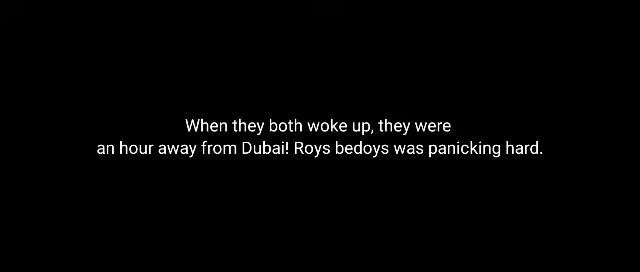 When they both woke up, they were
an hour away from Dubai! Roys bedoys was panicking hard.